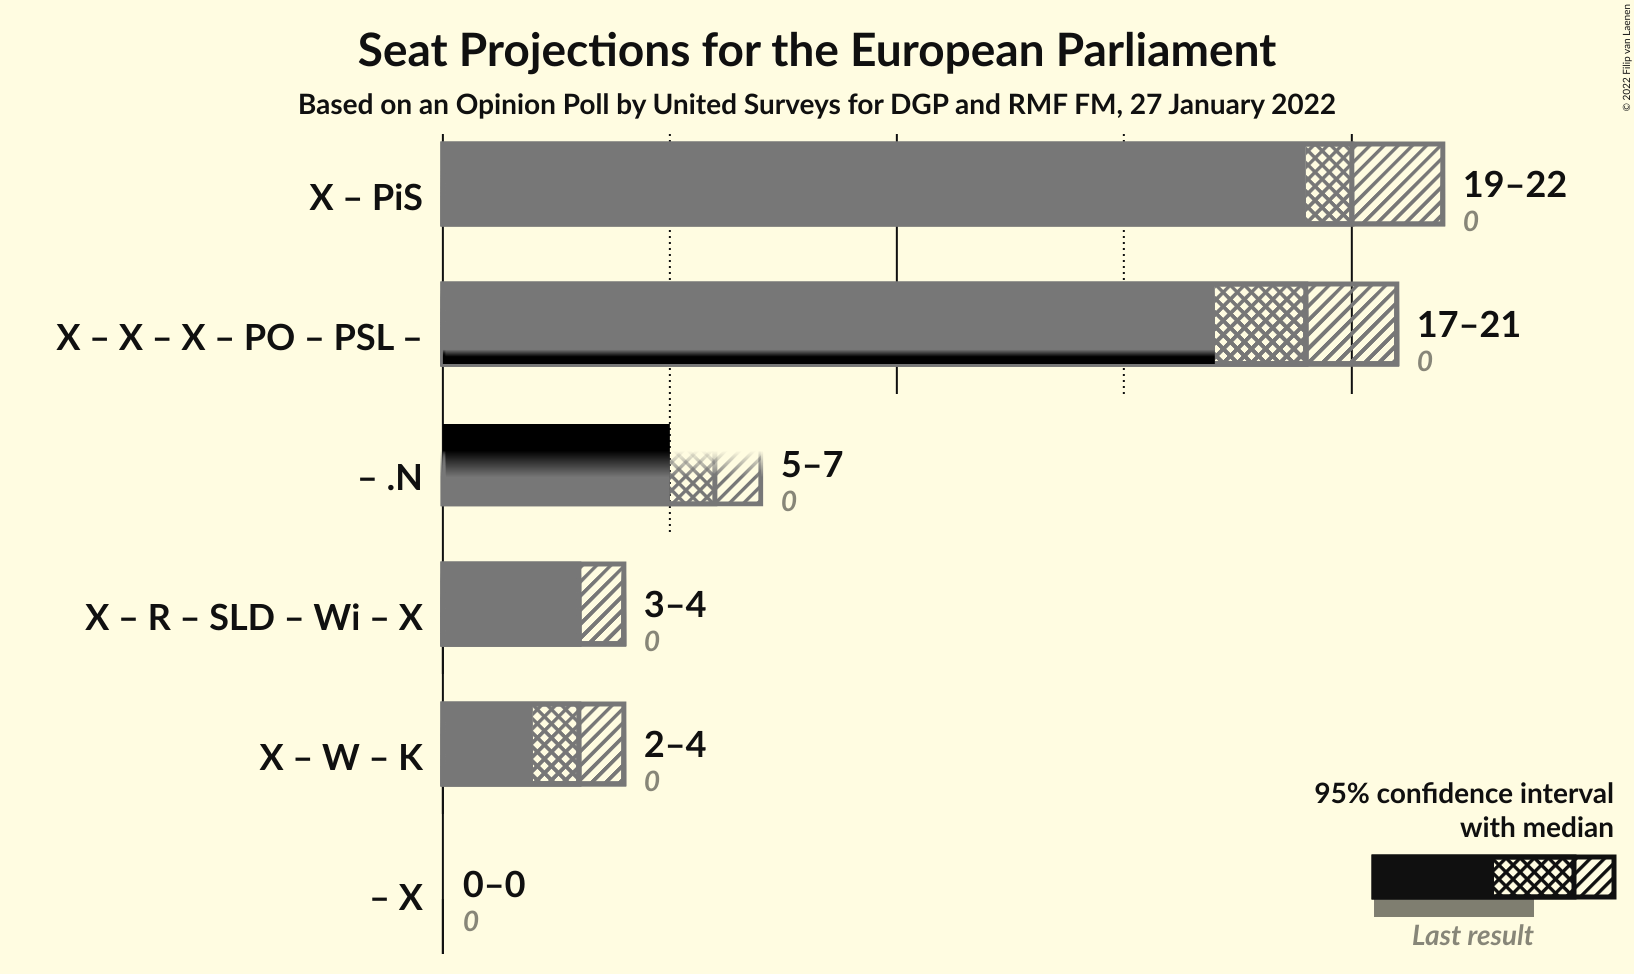 Seat Projections for the European Parliament
Based on an Opinion Poll by United Surveys for DGP and RMF FM, 27 January 2022
© 2022 Filip van Laenen
X – PiS
19–22
0
X – X – X – PO – PSL –
17–21
0
– .N
5–7
0
X – R – SLD – Wi – X
3–4
0
X – W – K
2–4
0
– X
0–0
0
95% confidence interval
with median
Last result